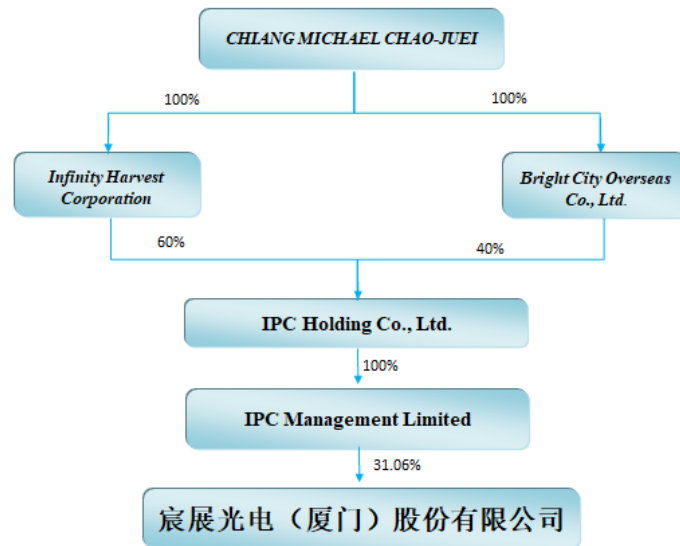 CHIANG MICHAEL CHAO-JUEI
100%
100%
Infinity Harvest
Corporation
Bright City Overseas
Co., Ltd.
60%
40%
IPC Holding Co., Ltd.
100%
IPC Management Limited
31.06%
宸展光电（厦门）股份有限公司